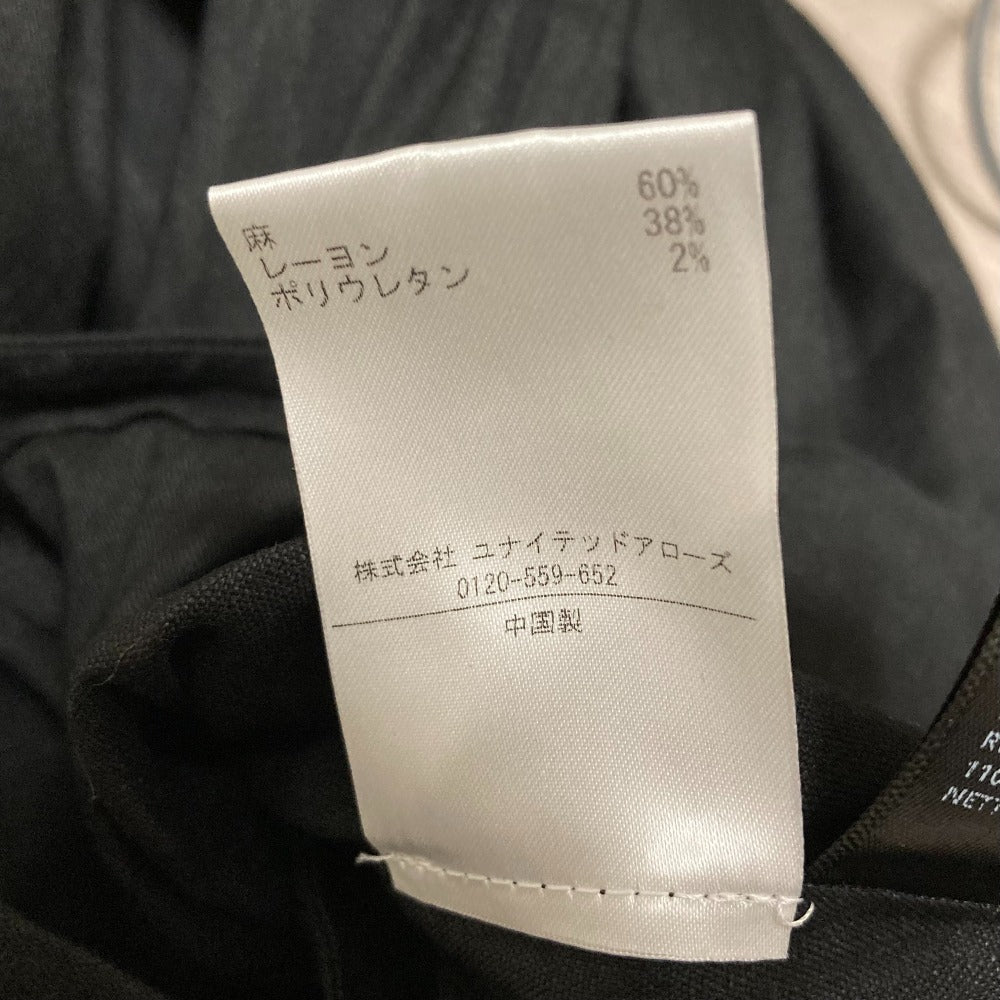 麻 60%
レーヨン 38%
ポリウレタン 2%
株式会社 ユナイテッドアローズ
0120-559-652
中国製